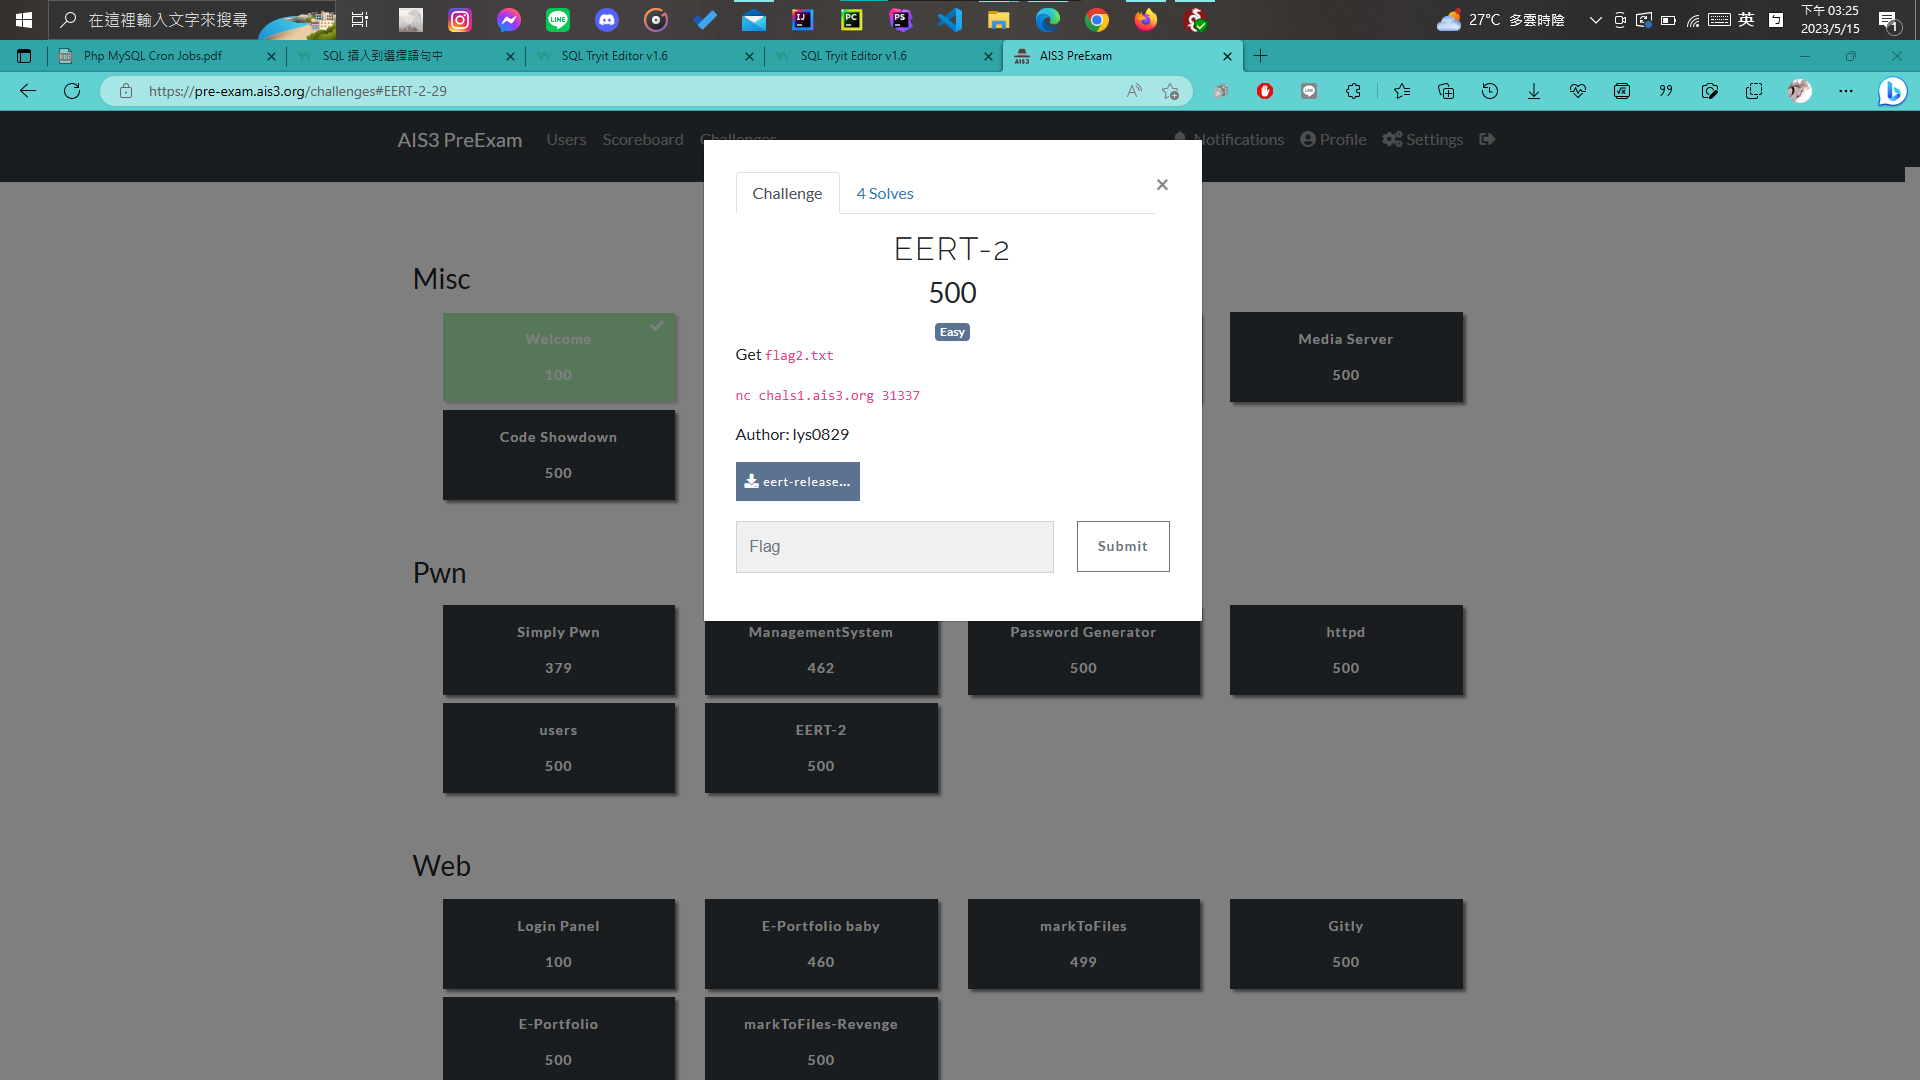 在這裡輸入文字來搜尋
27°C 多雲時陰
英
下午 03:25
2023/5/15
1
Php MySQL Cron Jobs.pdf
SQL 插入到選擇語句中
SQL Tryit Editor v1.6
SQL Tryit Editor v1.6
AIS3 PreExam
https://pre-exam.ais3.org/challenges#EERT-2-29
AIS3 PreExam
Users
Scoreboard
Challenges
Notifications
Profile
Settings
Challenge
4 Solves
×
EERT-2
500
Easy
Get flag2.txt
nc chals1.ais3.org 31337
Author: lys0829
eert-release...
Flag
Submit
Misc
Welcome
100
Media Server
500
Code Showdown
500
Pwn
Simply Pwn
379
ManagementSystem
462
Password Generator
500
httpd
500
users
500
EERT-2
500
Web
Login Panel
100
E-Portfolio baby
460
markToFiles
499
Gitly
500
E-Portfolio
500
markToFiles-Revenge
500